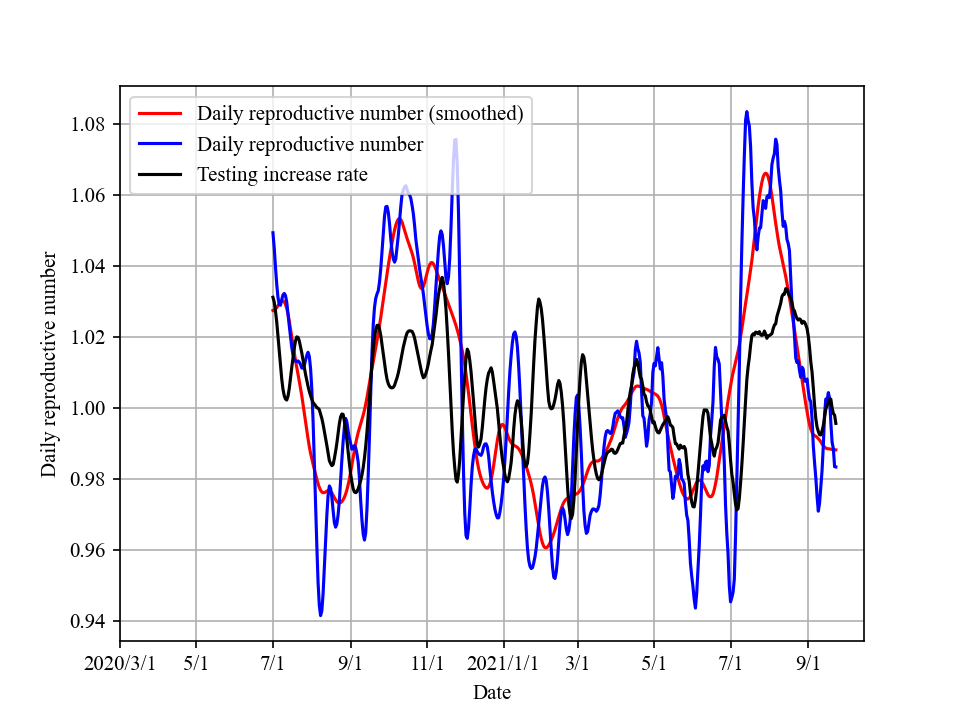 Daily reproductive number (smoothed)
Daily reproductive number
Testing increase rate
Daily reproductive number
1.08
1.06
1.04
1.02
1.00
0.98
0.96
0.94
2020/3/1 5/1 7/1 9/1 11/1 2021/1/1 3/1 5/1 7/1 9/1
Date